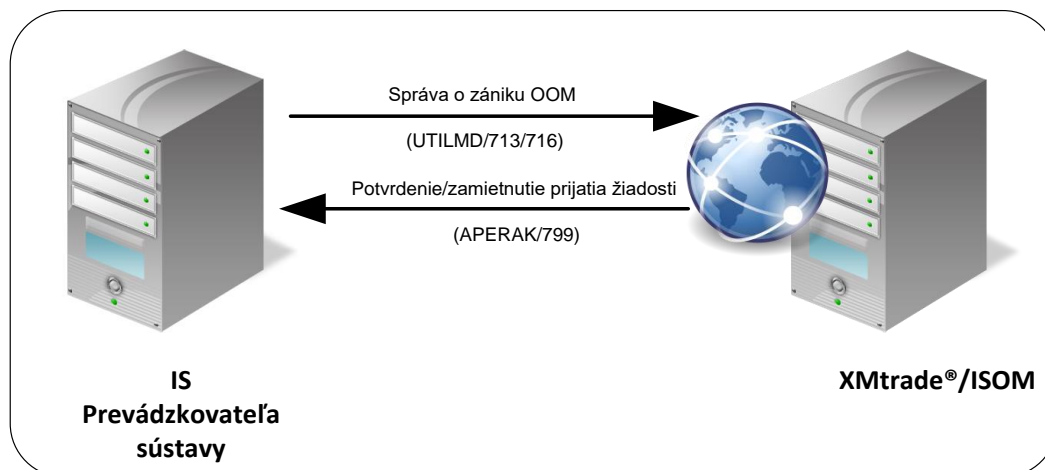 Správa o zániku OOM
(UTILMD/713/716)
Potvrdenie/zamietnutie prijatia žiadosti
(APERAK/799)
IS
Prevádzkovateľa
sústavy
XMtrade®/ISOM